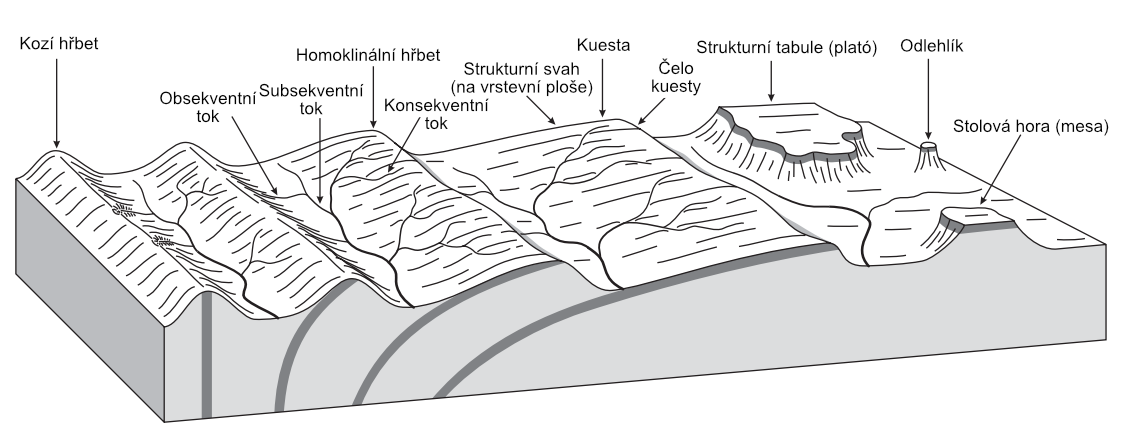 Kozí hřbet
Homoklinální hřbet
Kuesta
Strukturní tabule (plató)
Odlehlík
Obsekventní
tok
Subsekventní
tok
Konsekventní
tok
Strukturní svah
(na vrstevní ploše)
Čelo
kuesty
Stolová hora (mesa)